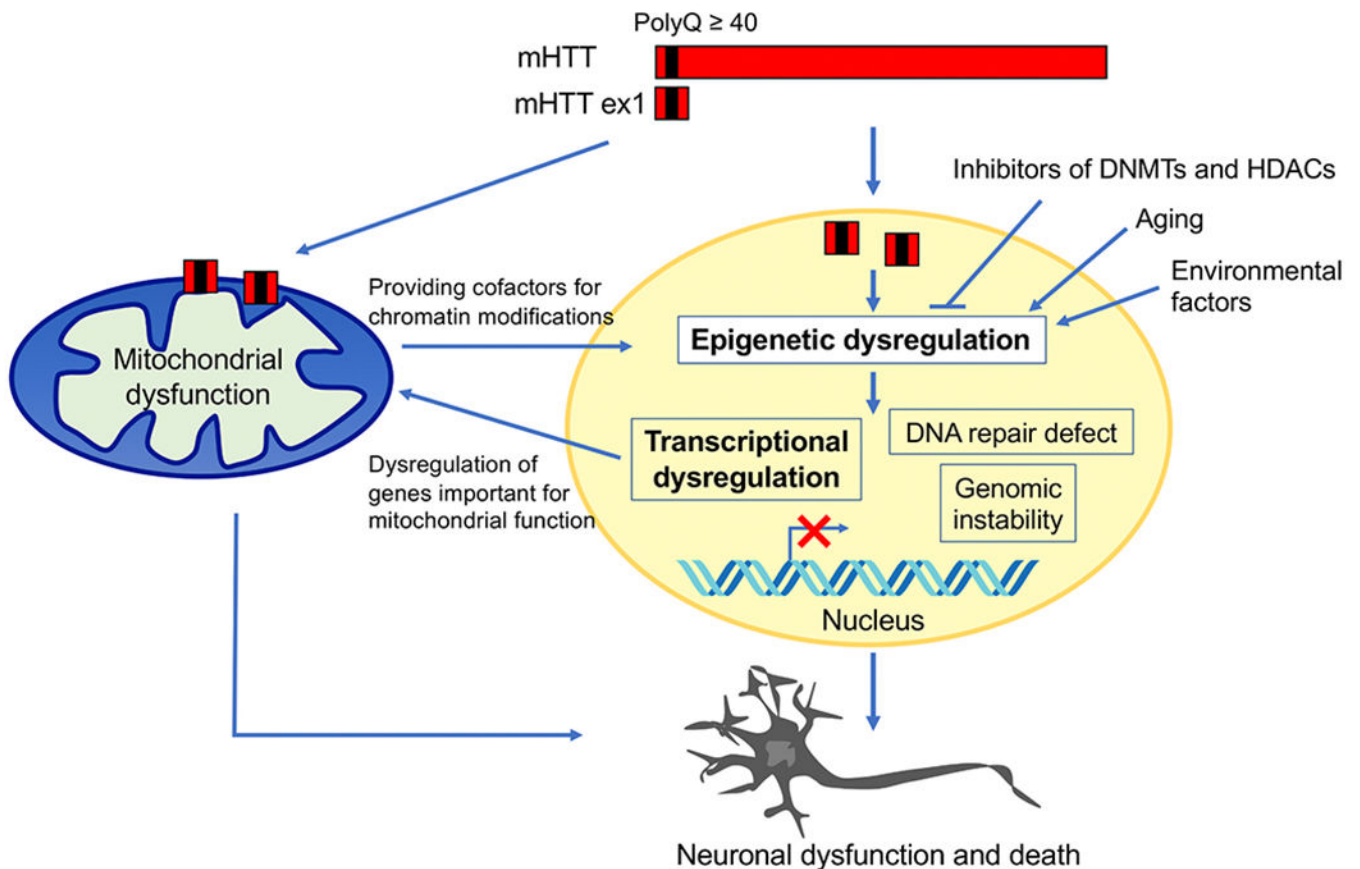 PolyQ ≥ 40
mHTT
mHTT ex1
Inhibitors of DNMTs and HDACs
Aging
Environmental
factors
Providing cofactors for
chromatin modifications
Epigenetic dysregulation
Mitochondrial
dysfunction
Transcriptional
dysregulation
DNA repair defect
Genomic
instability
Dysregulation of
genes important for
mitochondrial function
Nucleus
Neuronal dysfunction and death